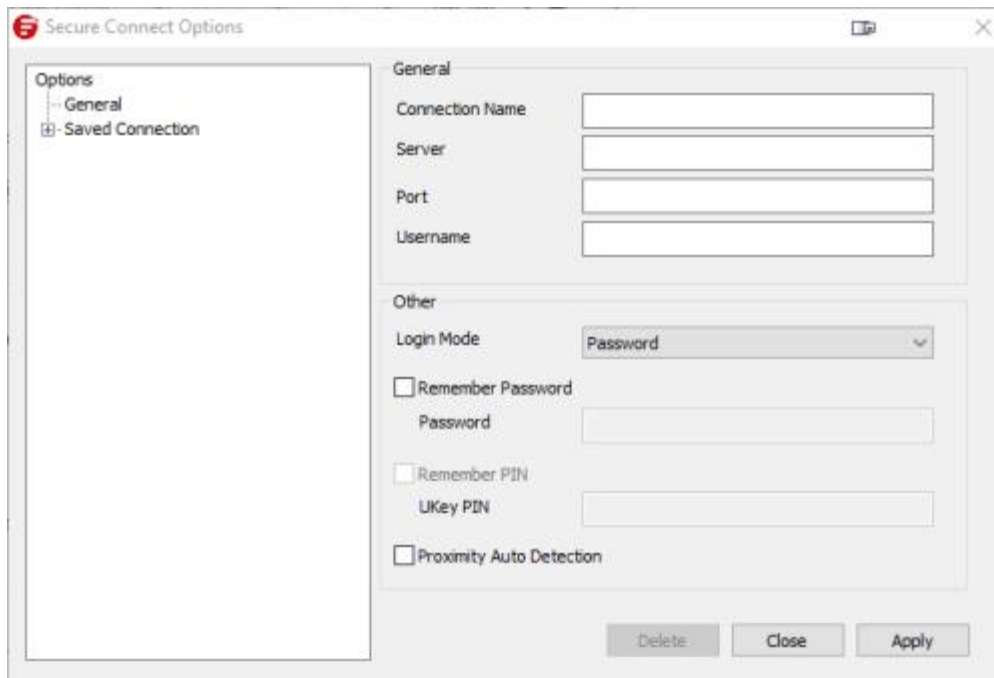 Secure Connect Options
Options
General
Saved Connection
General
Connection Name
Server
Port
Username
Other
Login Mode
Password
Remember Password
Password
Remember PIN
UKey PIN
Proximity Auto Detection
Delete
Close
Apply